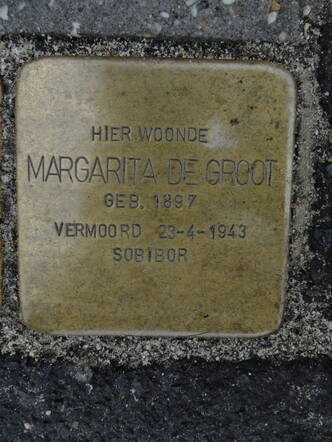 HIER WOONDE
MARGARITA DE GROOT
GEB. 1897
VERMOORD 23-4-1943
SOBIBOR